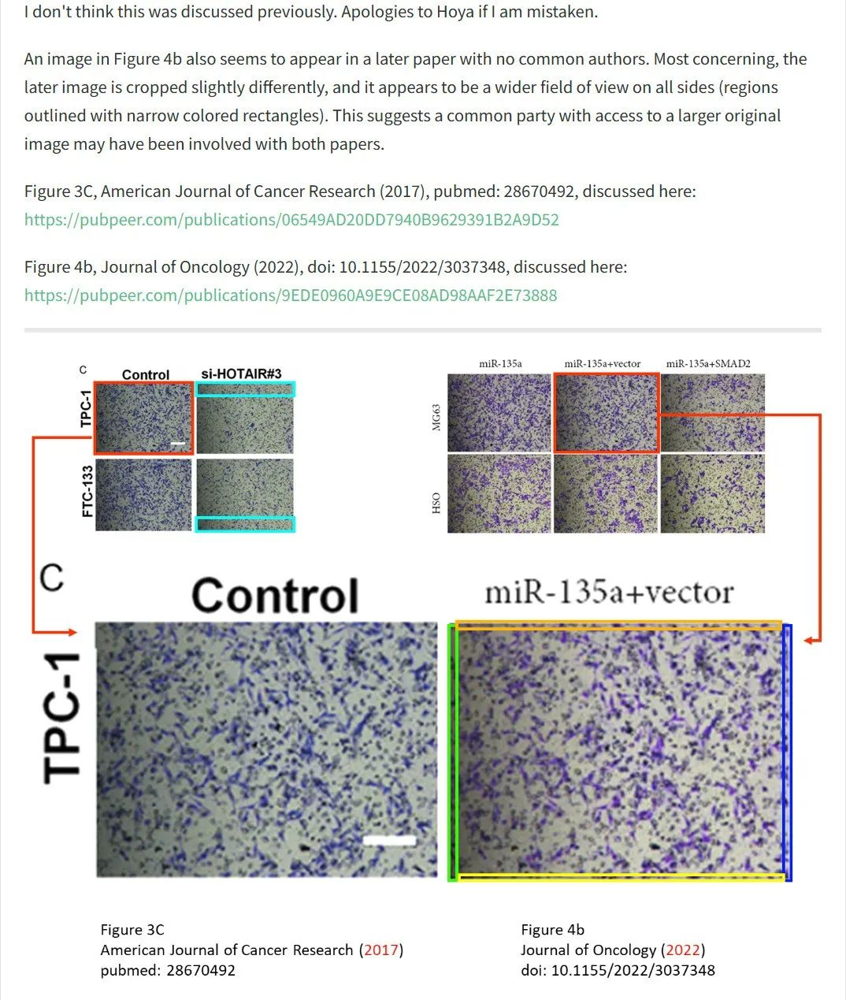 I don't think this was discussed previously. Apologies to Hoya if I am mistaken.
An image in Figure 4b also seems to appear in a later paper with no common authors. Most concerning, the
later image is cropped slightly differently, and it appears to be a wider field of view on all sides (regions
outlined with narrow colored rectangles). This suggests a common party with access to a larger original
image may have been involved with both papers.
Figure 3C, American Journal of Cancer Research (2017), pubmed: 28670492, discussed here:
https://pubpeer.com/publications/06549AD20DD7940B9629391B2A9D52
Figure 4b, Journal of Oncology (2022), doi: 10.1155/2022/3037348, discussed here:
https://pubpeer.com/publications/9EDE0960A9E9CE08AD98AAF2E73888
C
Control
si-HOTAIR#3
TPC-1
FTC-133
miR-135a
miR-135a+vector
miR-135a+SMAD2
MG63
HSO
C
Control
TPC-1
miR-135a+vector
Figure 3C
American Journal of Cancer Research (2017)
pubmed: 28670492
Figure 4b
Journal of Oncology (2022)
doi: 10.1155/2022/3037348